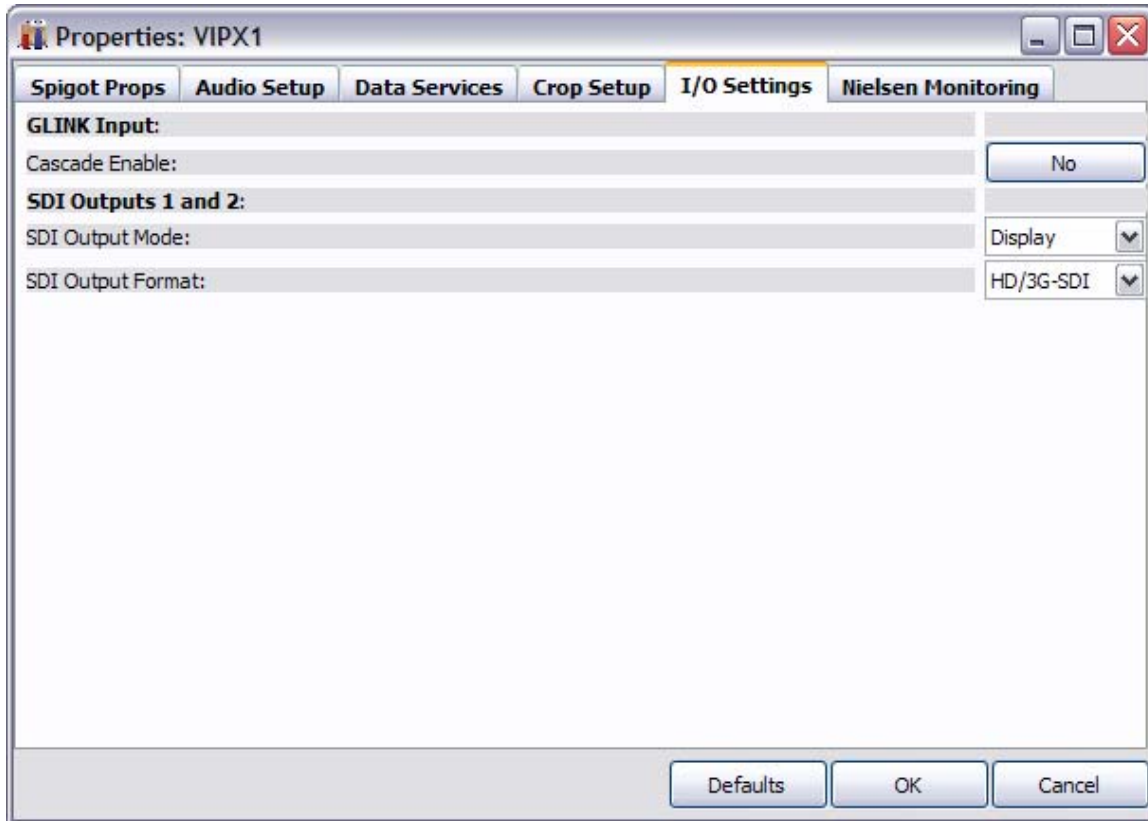 Properties: VIPX1
Spigot Props Audio Setup Data Services Crop Setup I/O Settings Nielsen Monitoring
GLINK Input:
Cascade Enable: No
SDI Outputs 1 and 2:
SDI Output Mode: Display
SDI Output Format: HD/3G-SDI
Defaults OK Cancel